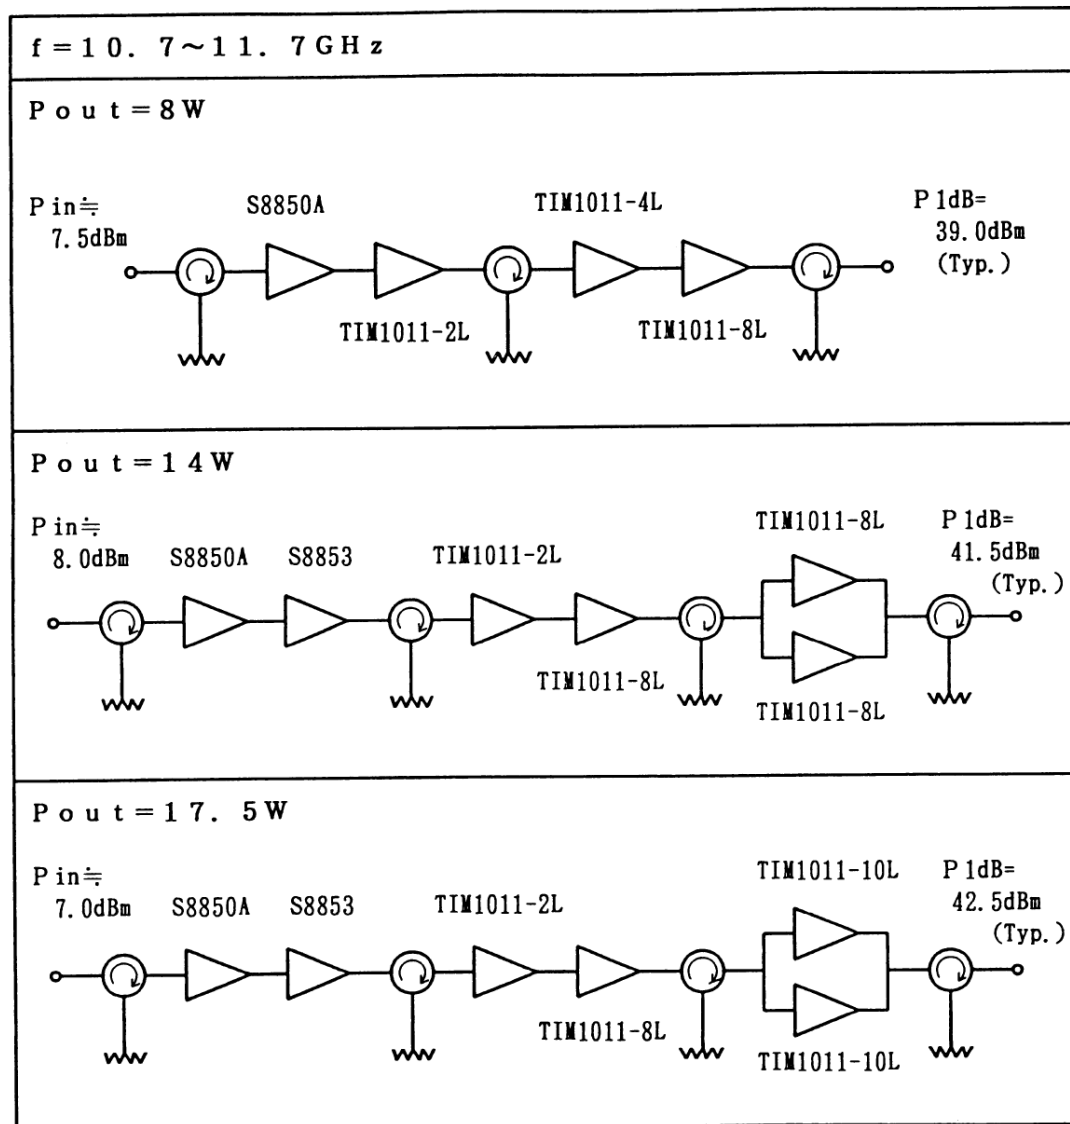 f=10.7~11.7GHz
Pout=8W
Pin≒
7.5dBm
S8850A
TIM1011-2L
TIM1011-4L
TIM1011-8L
P1dB=
39.0dBm
(Typ.)
Pout=14W
Pin≒
8.0dBm
S8850A
S8853
TIM1011-2L
TIM1011-8L
TIM1011-8L
TIM1011-8L
P1dB=
41.5dBm
(Typ.)
Pout=17.5W
Pin≒
7.0dBm
S8850A
S8853
TIM1011-2L
TIM1011-8L
TIM1011-10L
TIM1011-10L
P1dB=
42.5dBm
(Typ.)